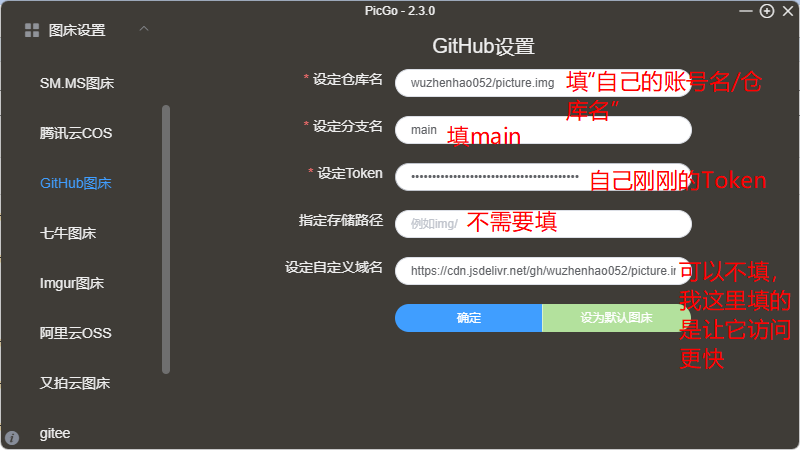 PicGo - 2.3.0
图床设置
SM.MS图床
腾讯云COS
GitHub图床
七牛图床
Imgur图床
阿里云OSS
又拍云图床
gitee
GitHub设置
* 设定仓库名
wuzhenhao052/picture.img
填“自己的账号名/仓
库名”
* 设定分支名
main
填main
* 设定Token
••••••••••••••••••••••••••••••••••••••••
自己刚刚的Token
指定存储路径
例如img/
不需要填
设定自定义域名
https://cdn.jsdelivr.net/gh/wuzhenhao052/picture.in
可以不填，
我这里填的
是让它访问
更快
确定
设为默认图床